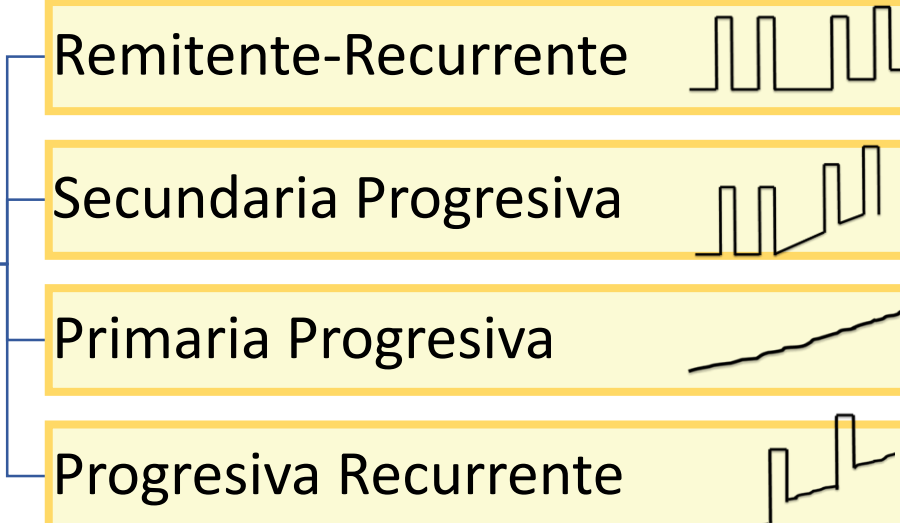 Remitente-Recurrente
Secundaria Progresiva
Primaria Progresiva
Progresiva Recurrente